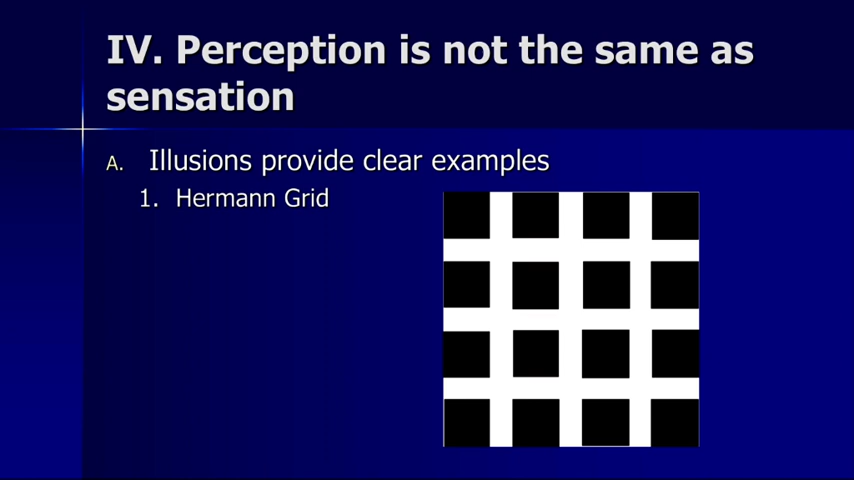 IV. Perception is not the same as
sensation
A. Illusions provide clear examples
1. Hermann Grid